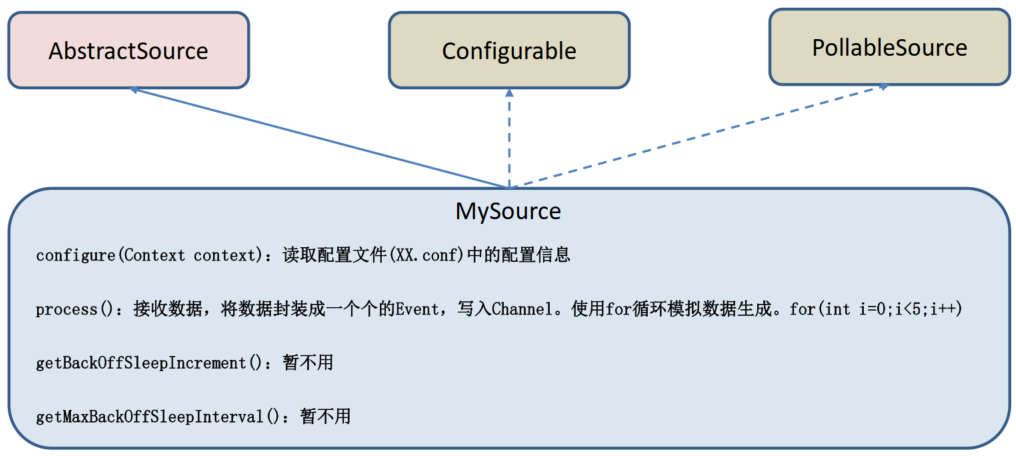 AbstractSource
Configurable
PollableSource
MySource
configure(Context context)：读取配置文件(XX.conf)中的配置信息
process()：接收数据，将数据封装成一个个的Event，写入Channel。使用for循环模拟数据生成。for(int i=0;i<5;i++)
getBackOffSleepIncrement()：暂不用
getMaxBackOffSleepInterval()：暂不用